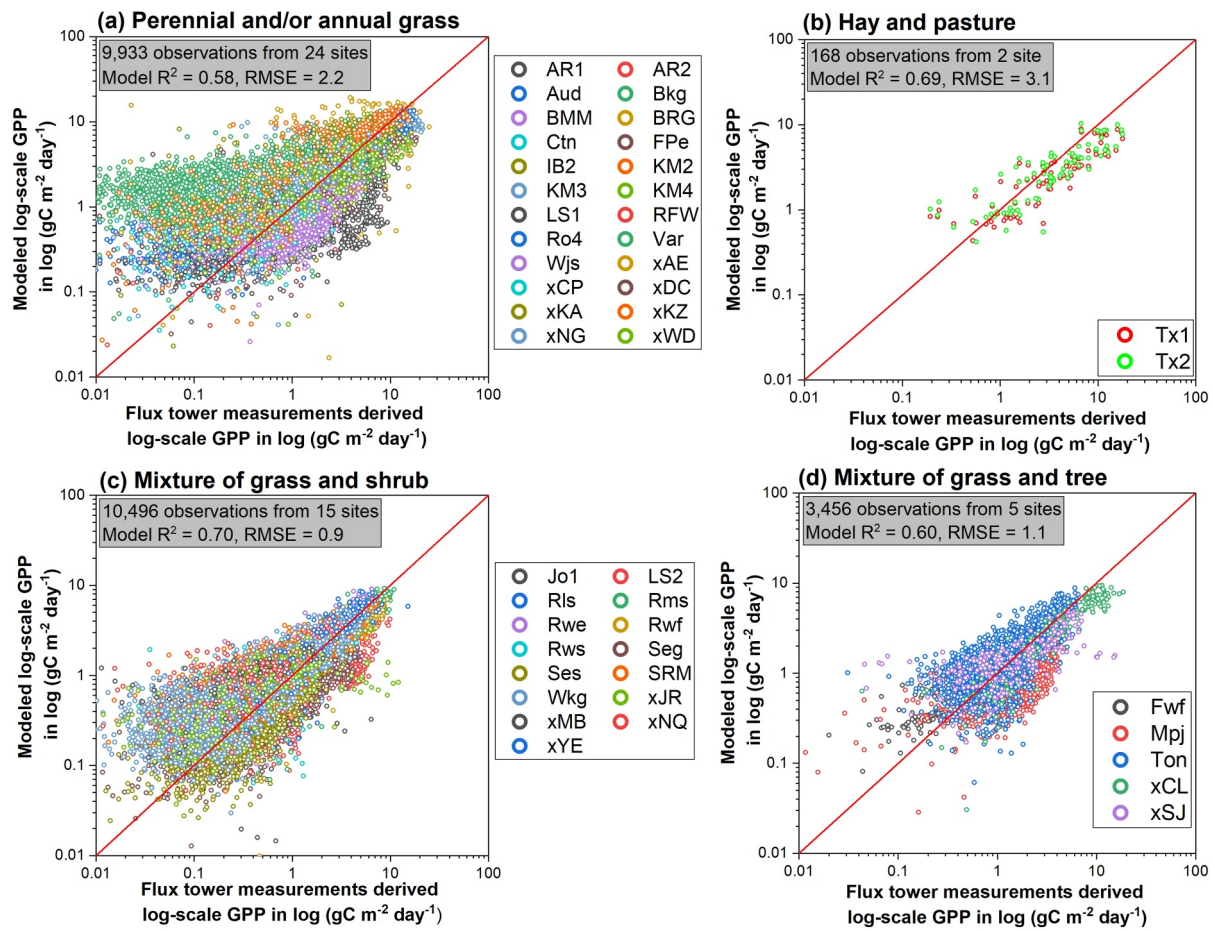 (a) Perennial and/or annual grass
9,933 observations from 24 sites
Model R² = 0.58, RMSE = 2.2
Modeled log-scale GPP
in log (gC m⁻² day⁻¹)
100
10
1
0.1
0.01
0.01 0.1 1 10 100
Flux tower measurements derived
log-scale GPP in log (gC m⁻² day⁻¹)
AR1 AR2
Aud Bkg
BMM BRG
Ctn FPe
IB2 KM2
KM3 KM4
LS1 RFW
Ro4 Var
Wjs xAE
xCP xDC
xKA xKZ
xNG xWD
(b) Hay and pasture
168 observations from 2 site
Model R² = 0.69, RMSE = 3.1
Modeled log-scale GPP
in log (gC m⁻² day⁻¹)
100
10
1
0.1
0.01
0.01 0.1 1 10 100
Flux tower measurements derived
log-scale GPP in log (gC m⁻² day⁻¹)
Tx1
Tx2
(c) Mixture of grass and shrub
10,496 observations from 15 sites
Model R² = 0.70, RMSE = 0.9
Modeled log-scale GPP
in log (gC m⁻² day⁻¹)
100
10
1
0.1
0.01
0.01 0.1 1 10 100
Flux tower measurements derived
log-scale GPP in log (gC m⁻² day⁻¹)
Jo1 LS2
Rls Rms
Rwe Rwf
Rws Seg
Ses SRM
Wkg xJR
xMB xNQ
xYE
(d) Mixture of grass and tree
3,456 observations from 5 sites
Model R² = 0.60, RMSE = 1.1
Modeled log-scale GPP
in log (gC m⁻² day⁻¹)
100
10
1
0.1
0.01
0.01 0.1 1 10 100
Flux tower measurements derived
log-scale GPP in log (gC m⁻² day⁻¹)
Fwf
Mpj
Ton
xCL
xSJ